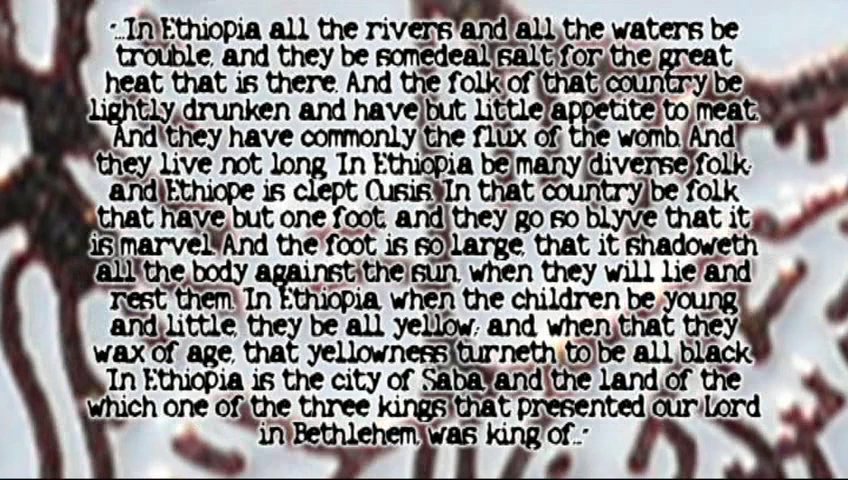 "...In Ethiopia all the rivers and all the waters be
trouble, and they be somedeal salt for the great
heat that is there. And the folk of that country be
lightly drunken and have but little appetite to meat.
And they have commonly the flux of the womb. And
they live not long. In Ethiopia be many diverse folk;
and Ethiope is clept Cusis. In that country be folk
that have but one foot, and they go so blyve that it
is marvel. And the foot is so large, that it shadoweth
all the body against the sun, when they will lie and
rest them. In Ethiopia, when the children be young
and little, they be all yellow; and, when that they
wax of age, that yellowness turneth to be all black.
In Ethiopia is the city of Saba, and the land of the
which one of the three kings that presented our Lord
in Bethlehem, was king of..."